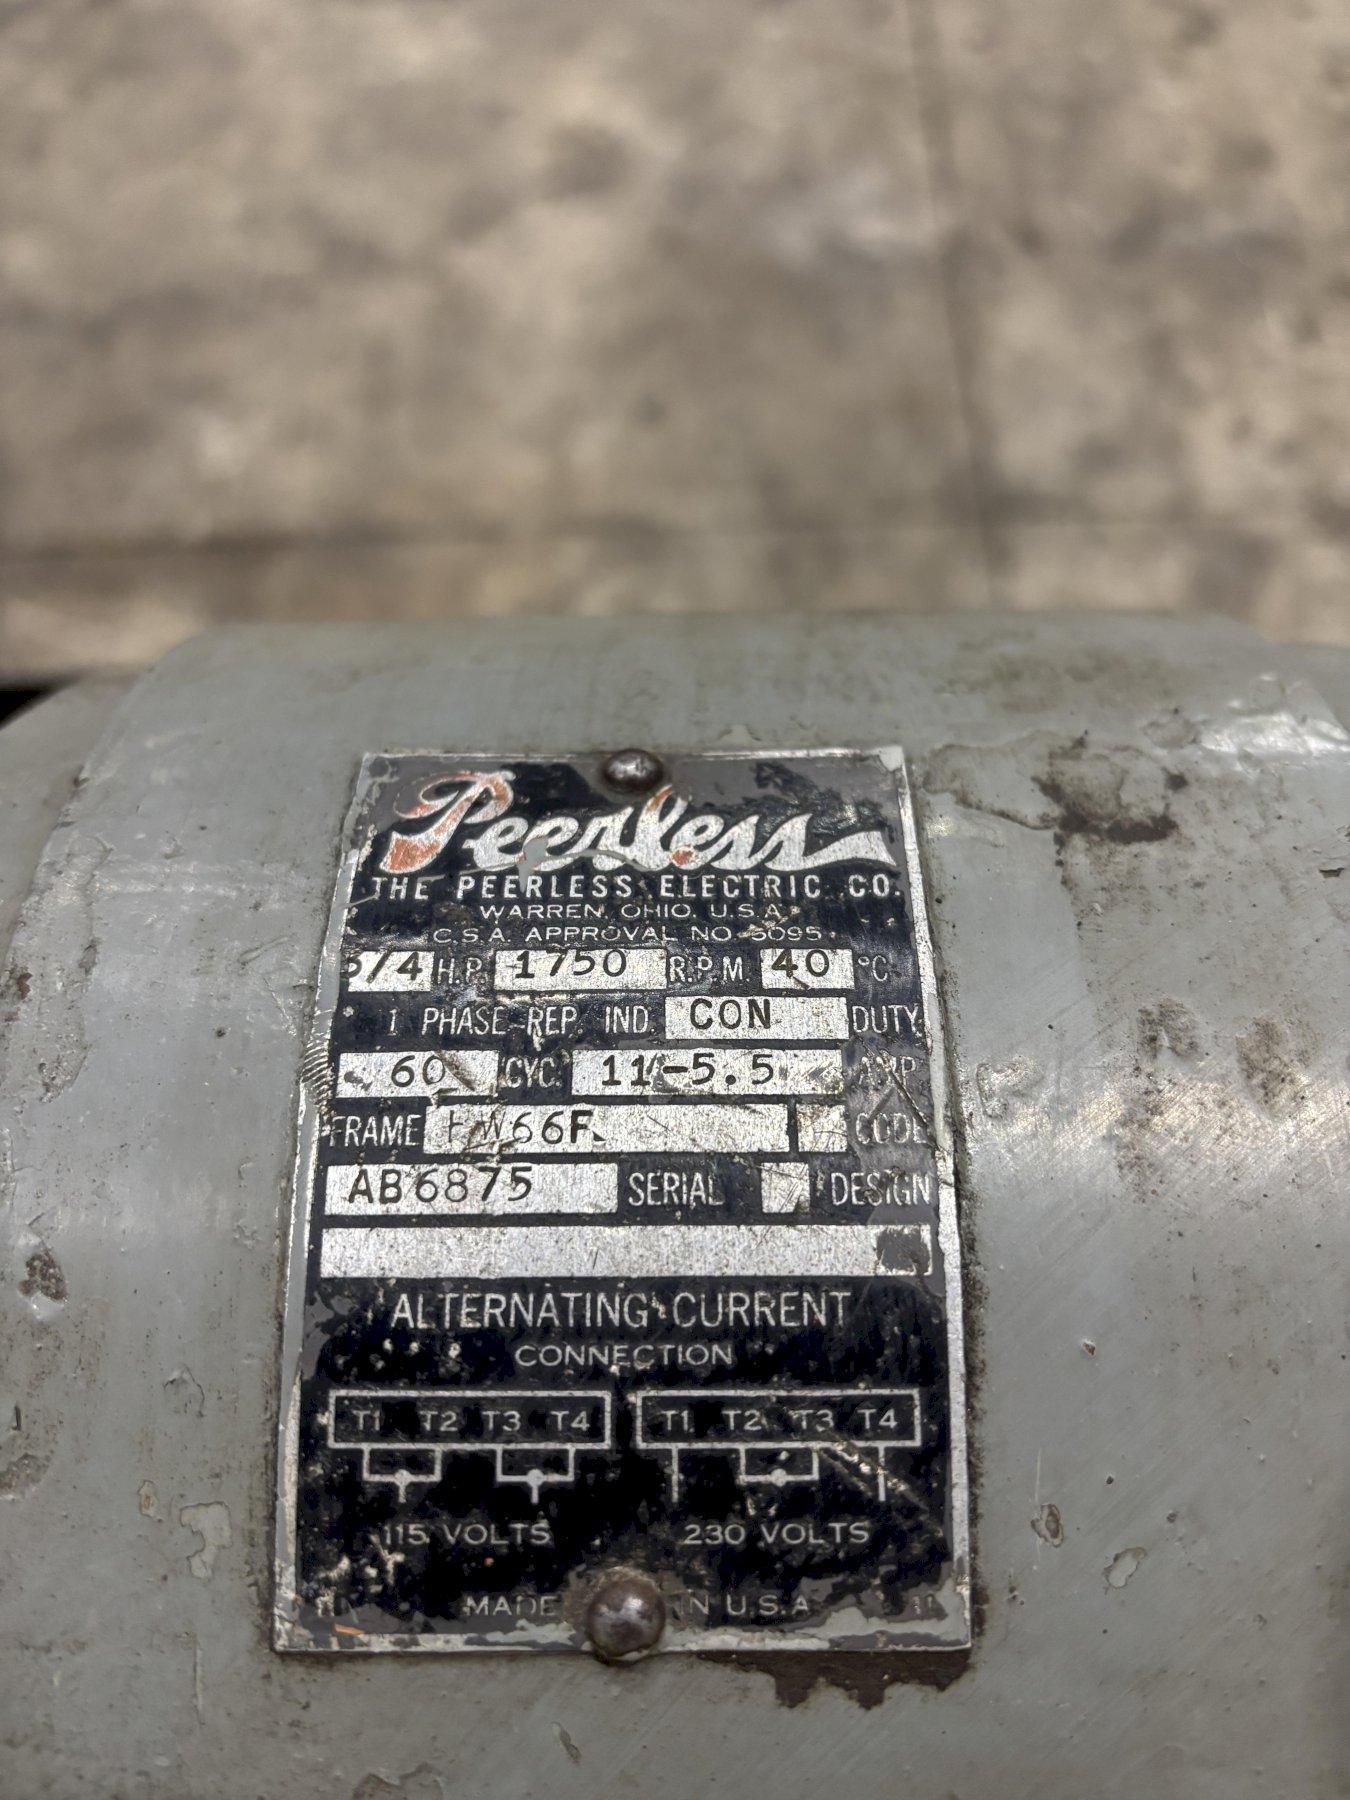 Peerless
THE PEERLESS ELECTRIC CO.
WARREN, OHIO, U.S.A.
C.S.A. APPROVAL NO 5095
3/4 H.P. 1750 R.P.M. 40 °C
1 PHASE REP. IND. CON DUTY
60 CYC. 11-5.5 AMP.
FRAME W66F CODE
AB6875 SERIAL DESIGN
ALTERNATING CURRENT
CONNECTION
T1 T2 T3 T4 T1 T2 T3 T4
115 VOLTS 230 VOLTS
MADE IN U.S.A.